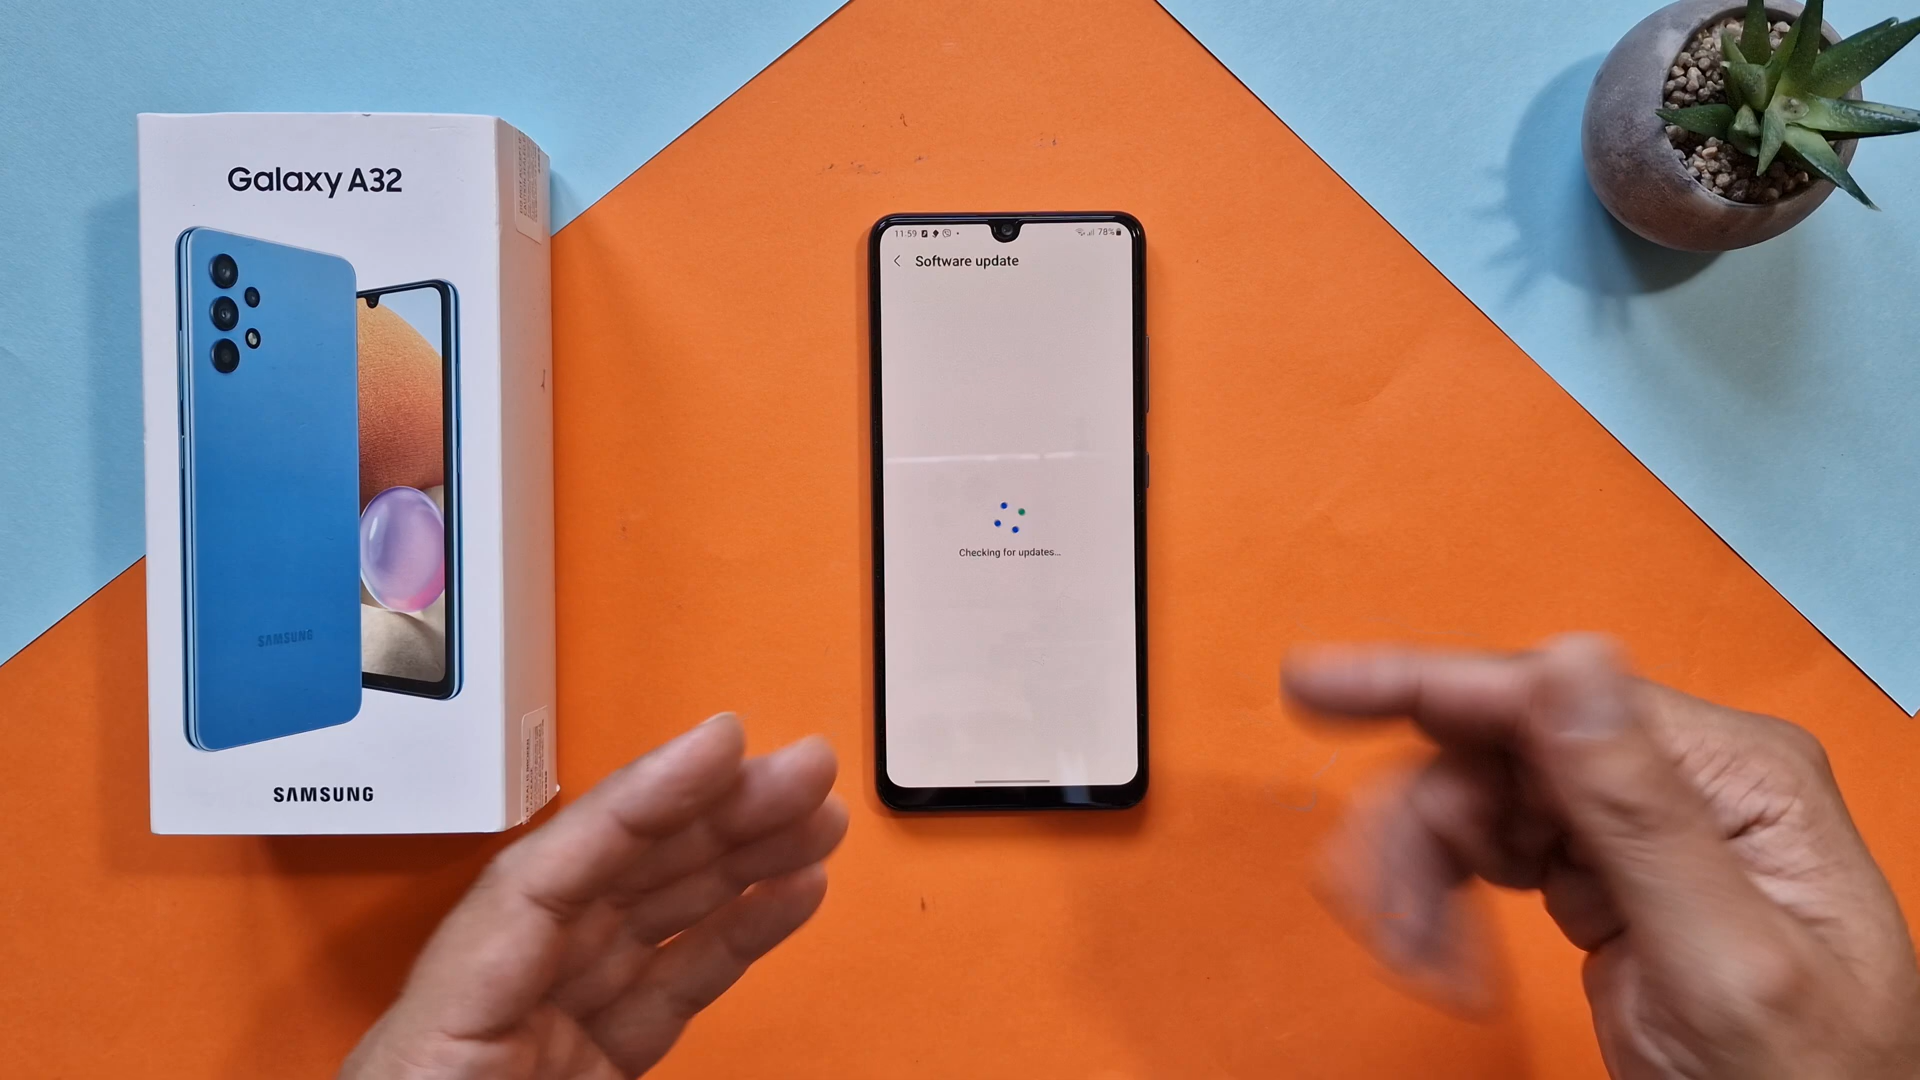 Galaxy A32
SAMSUNG
SAMSUNG
11:59
78%
Software update
Checking for updates...